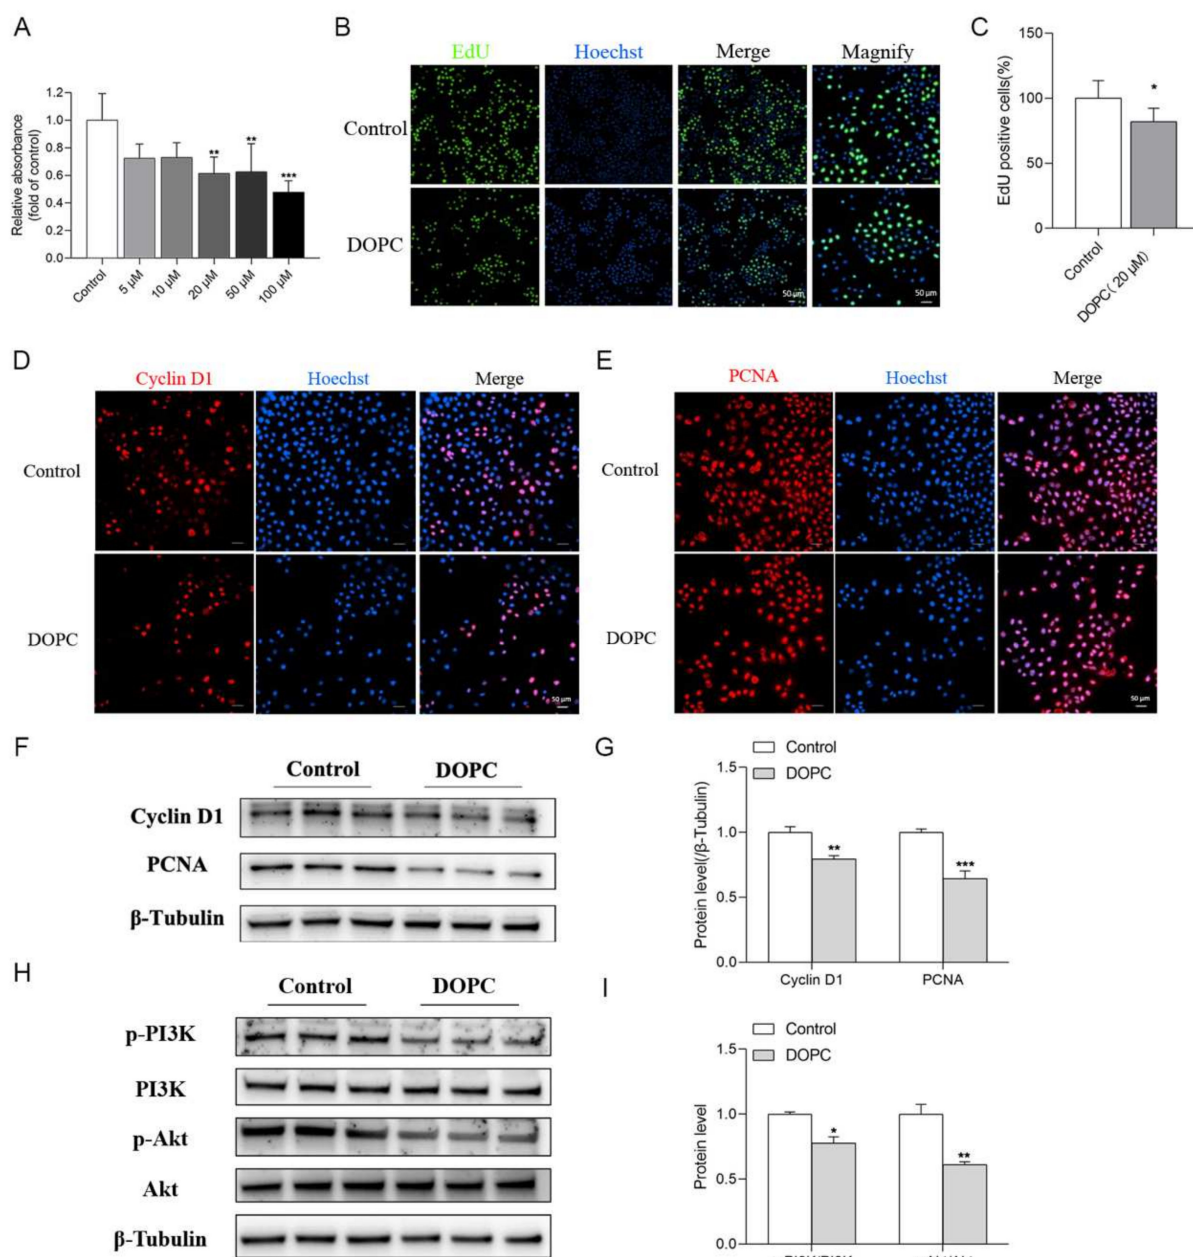 A
Relative absorbance
(fold of control)
1.2
1.0
0.8
0.6
0.4
0.2
0.0
**
**
***
Control
5 μM
10 μM
20 μM
50 μM
100 μM
B
EdU
Hoechst
Merge
Magnify
Control
DOPC
50 μm
50 μm
C
EdU positive cells(%)
150
100
50
0
*
Control
DOPC( 20 μM)
D
Cyclin D1
Hoechst
Merge
Control
DOPC
50 μm
E
PCNA
Hoechst
Merge
Control
DOPC
50 μm
F
Control
DOPC
Cyclin D1
PCNA
β-Tubulin
G
Control
DOPC
Protein level(/β-Tubulin)
1.5
1.0
0.5
0.0
**
***
Cyclin D1
PCNA
H
Control
DOPC
p-PI3K
PI3K
p-Akt
Akt
β-Tubulin
I
Control
DOPC
Protein level
1.5
1.0
0.5
0.0
*
**